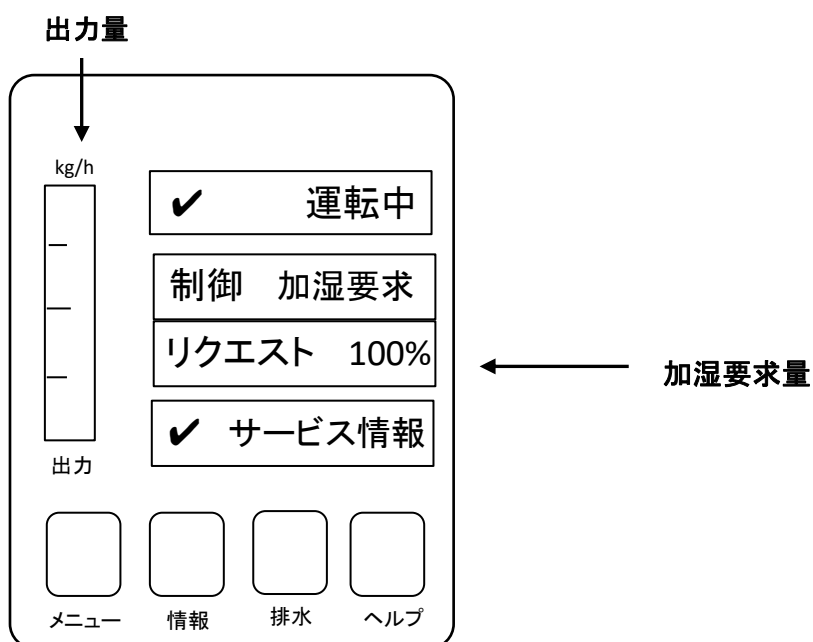 出力量
kg/h
✔ 運転中
制御 加湿要求
リクエスト 100%
加湿要求量
✔ サービス情報
出力
メニュー 情報 排水 ヘルプ